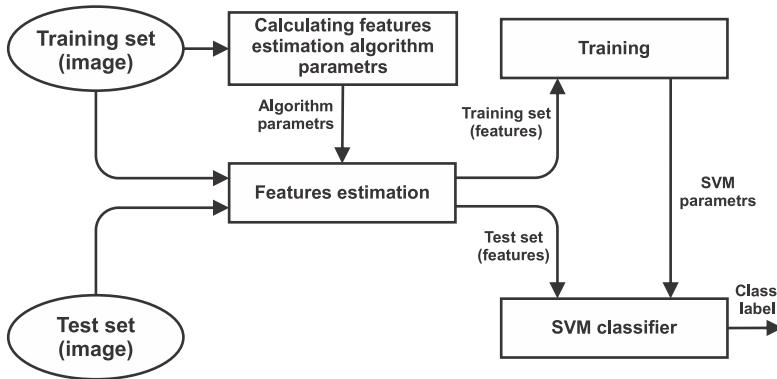 Training set
(image)
Calculating features
estimation algorithm
parametrs
Training
Algorithm
parametrs
Training set
(features)
Features estimation
SVM
parametrs
Test set
(features)
Test set
(image)
SVM classifier
Class
label